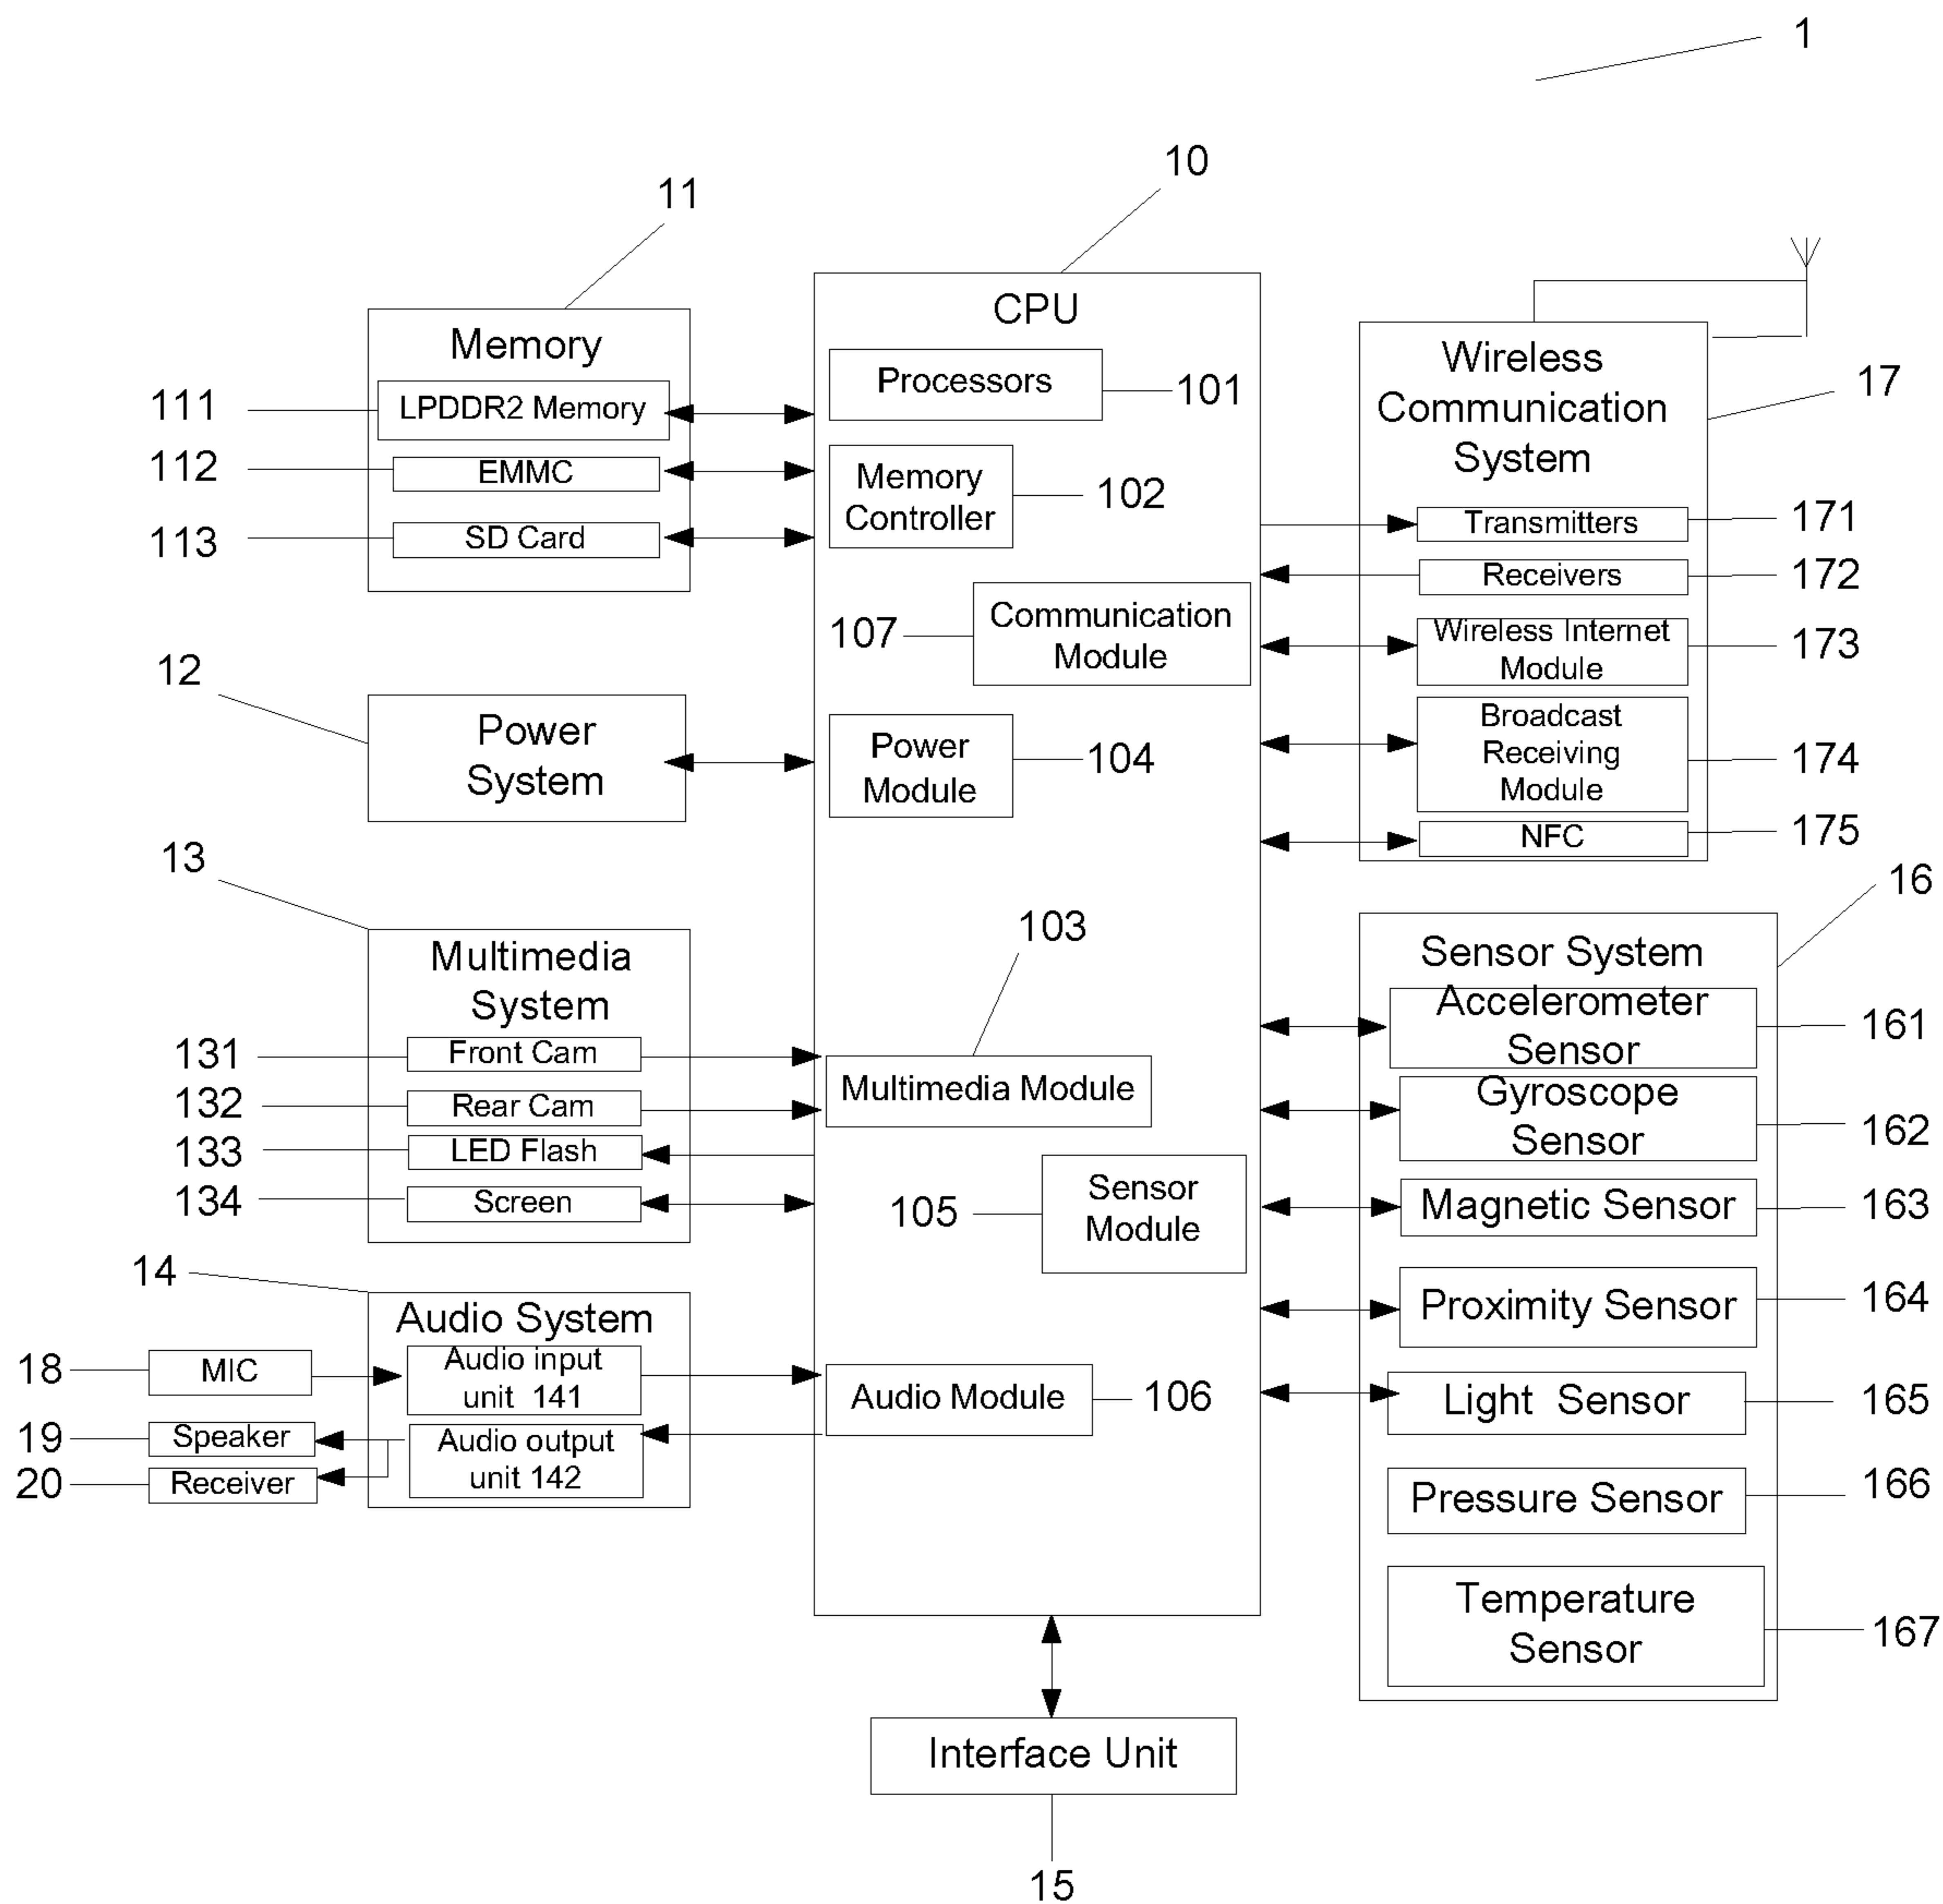 1
10
11
CPU
Memory
Processors
101
LPDDR2 Memory
111
EMMC
112
SD Card
113
Memory
Controller
102
Communication
Module
107
Wireless
Communication
System
17
Transmitters
171
Receivers
172
Wireless Internet
Module
173
Broadcast
Receiving
Module
174
NFC
175
12
Power
System
Power
Module
104
13
Multimedia
System
131
Front Cam
132
Rear Cam
133
LED Flash
134
Screen
103
Multimedia Module
105
Sensor
Module
16
Sensor System
Accelerometer
Sensor
161
Gyroscope
Sensor
162
Magnetic Sensor
163
Proximity Sensor
164
Light Sensor
165
Pressure Sensor
166
Temperature
Sensor
167
14
Audio System
18
MIC
Audio input
unit 141
19
Speaker
20
Receiver
Audio output
unit 142
Audio Module
106
Interface Unit
15